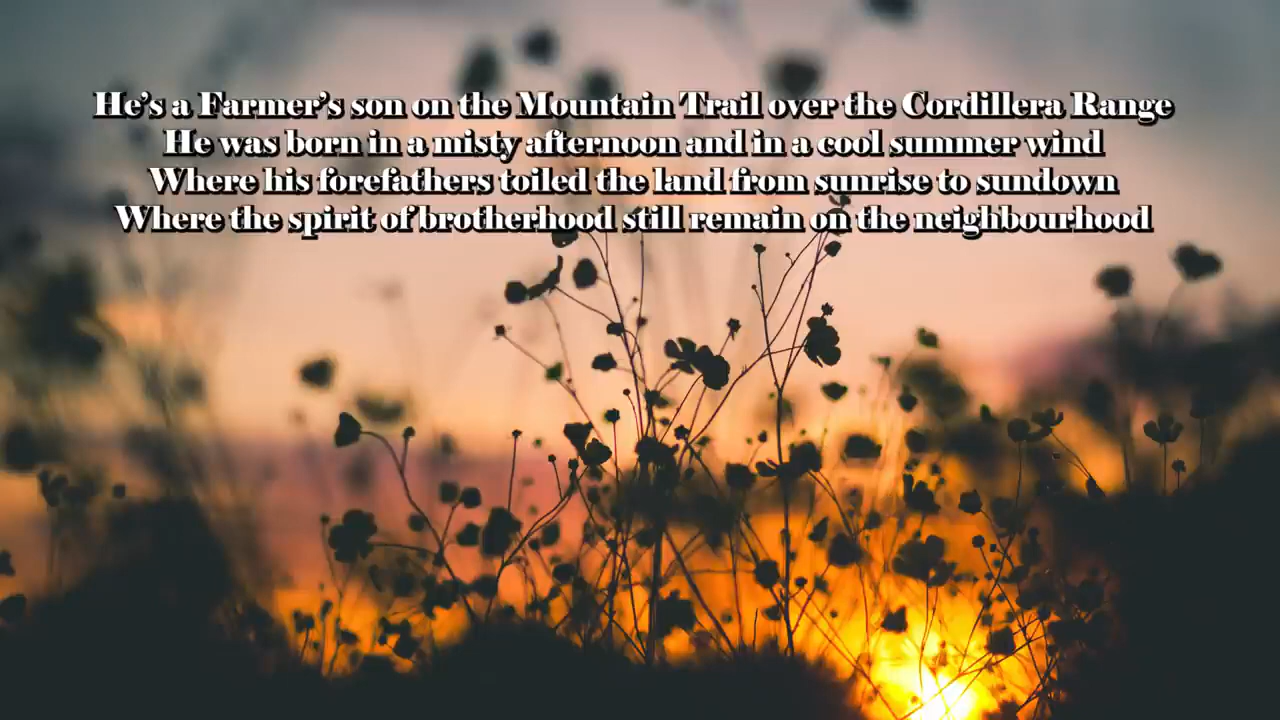 He's a Farmer's son on the Mountain Trail over the Cordillera Range
He was born in a misty afternoon and in a cool summer wind
Where his forefathers toiled the land from sunrise to sundown
Where the spirit of brotherhood still remain on the neighbourhood